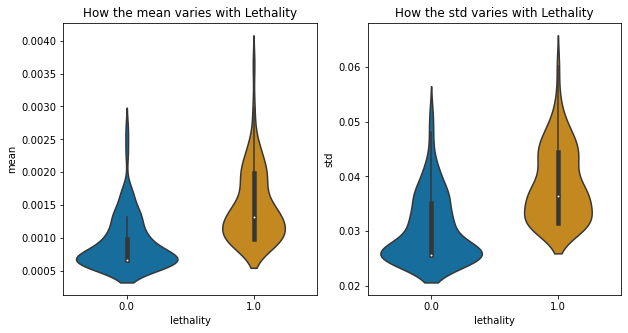 How the mean varies with Lethality
0.0040
0.0035
0.0030
0.0025
0.0020
0.0015
0.0010
0.0005
mean
0.0
1.0
lethality
How the std varies with Lethality
0.06
0.05
0.04
0.03
0.02
std
0.0
1.0
lethality